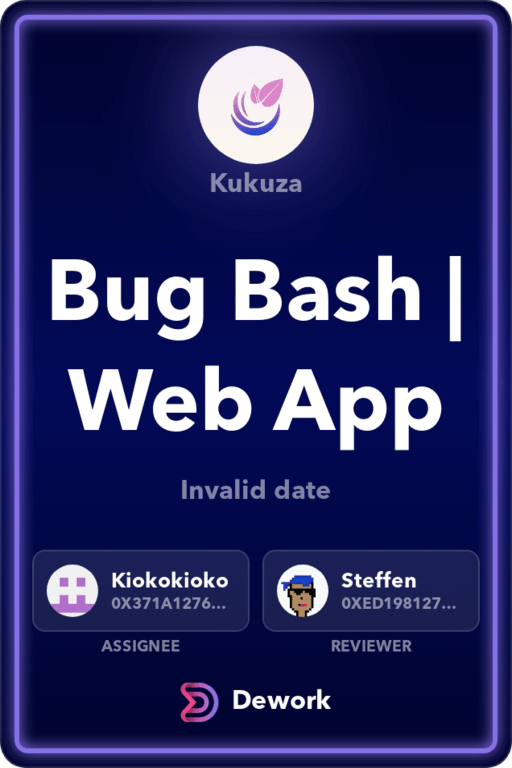 Kukuza
Bug Bash |
Web App
Invalid date
Kiokokioko
0X371A1276...
ASSIGNEE
Steffen
0XED198127...
REVIEWER
Dework